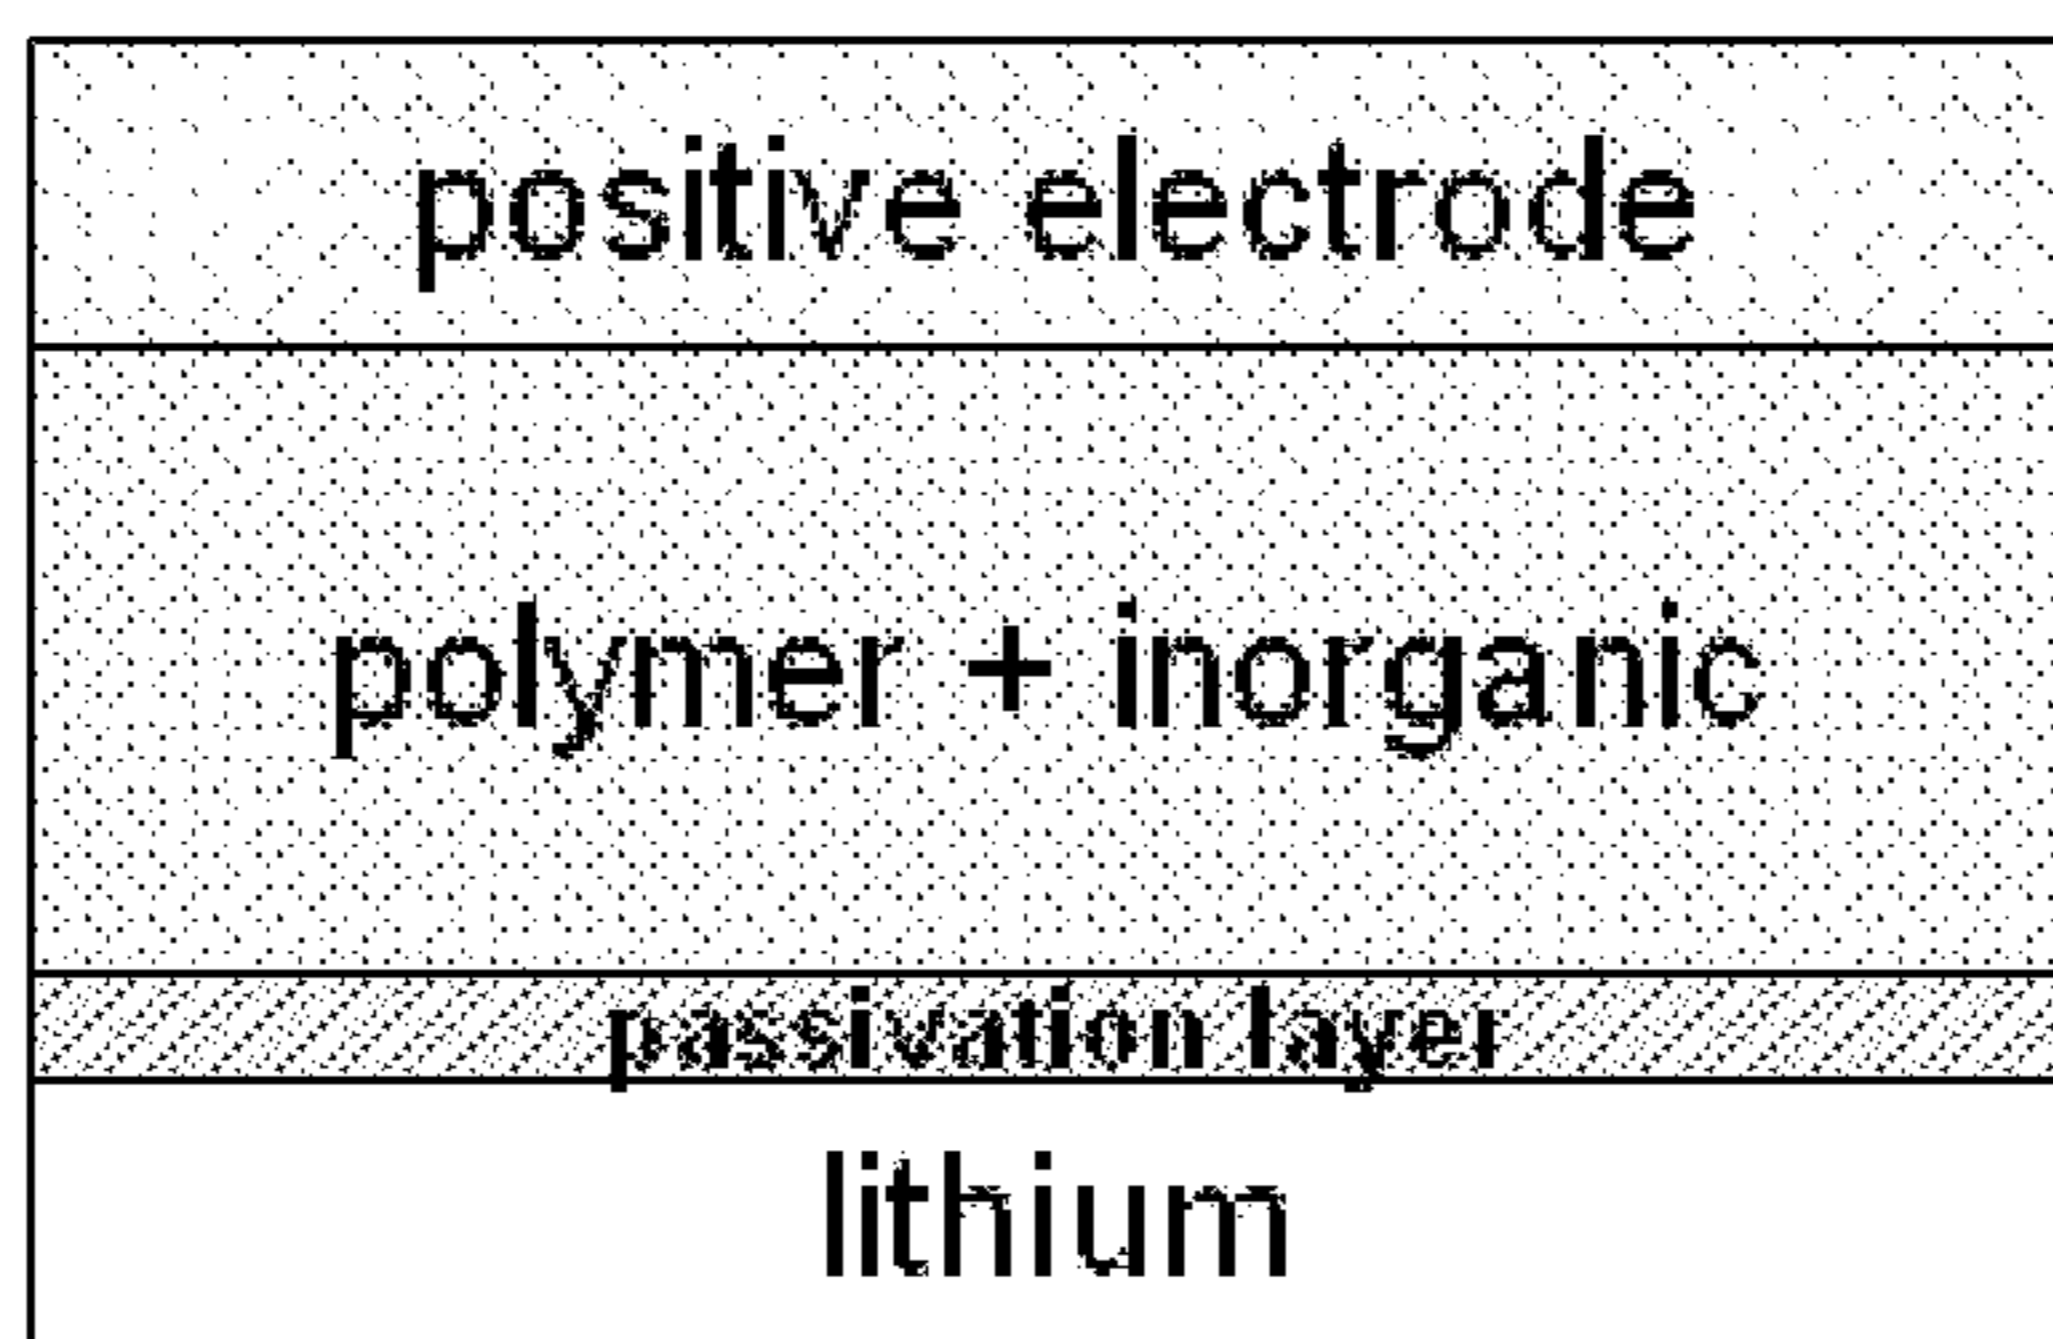 positive electrode
polymer + inorganic
passivation layer
lithium